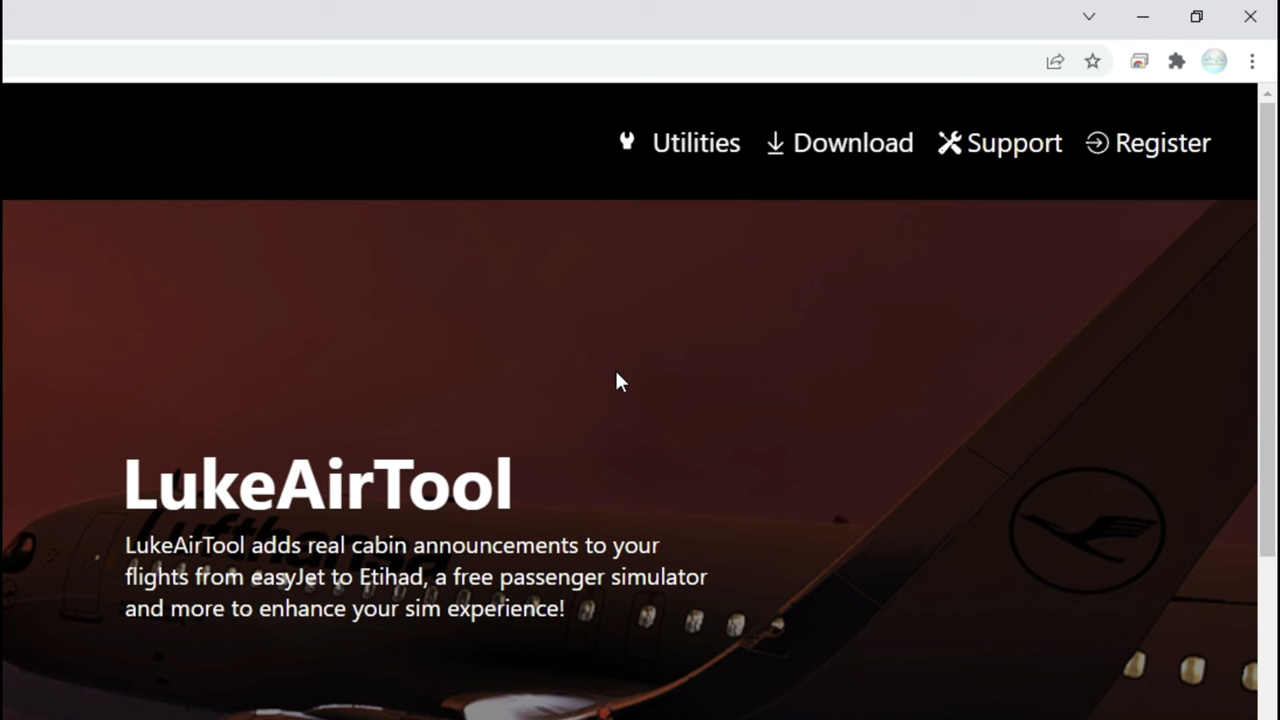 Utilities Download Support Register
Lufthansa
LukeAirTool
LukeAirTool adds real cabin announcements to your
flights from easyJet to Etihad, a free passenger simulator
and more to enhance your sim experience!